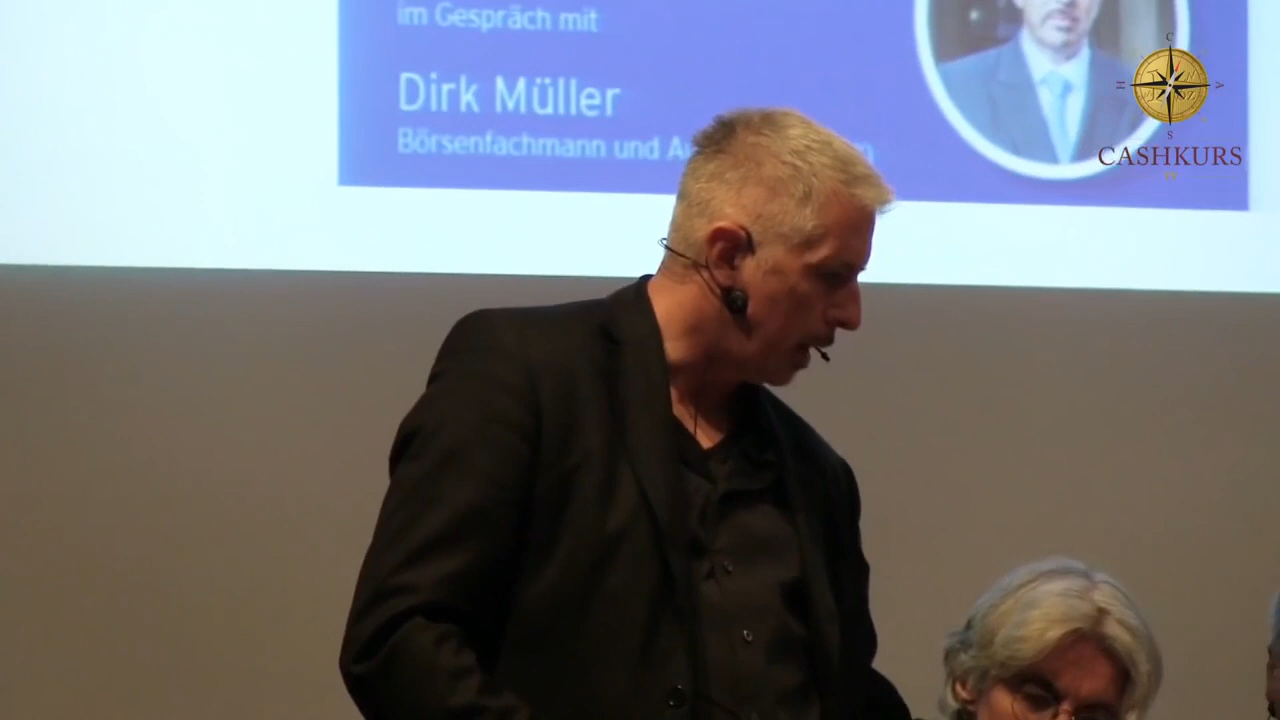 im Gespräch mit
Dirk Müller
Börsenfachmann und
C
H
A
S
CASHKURS